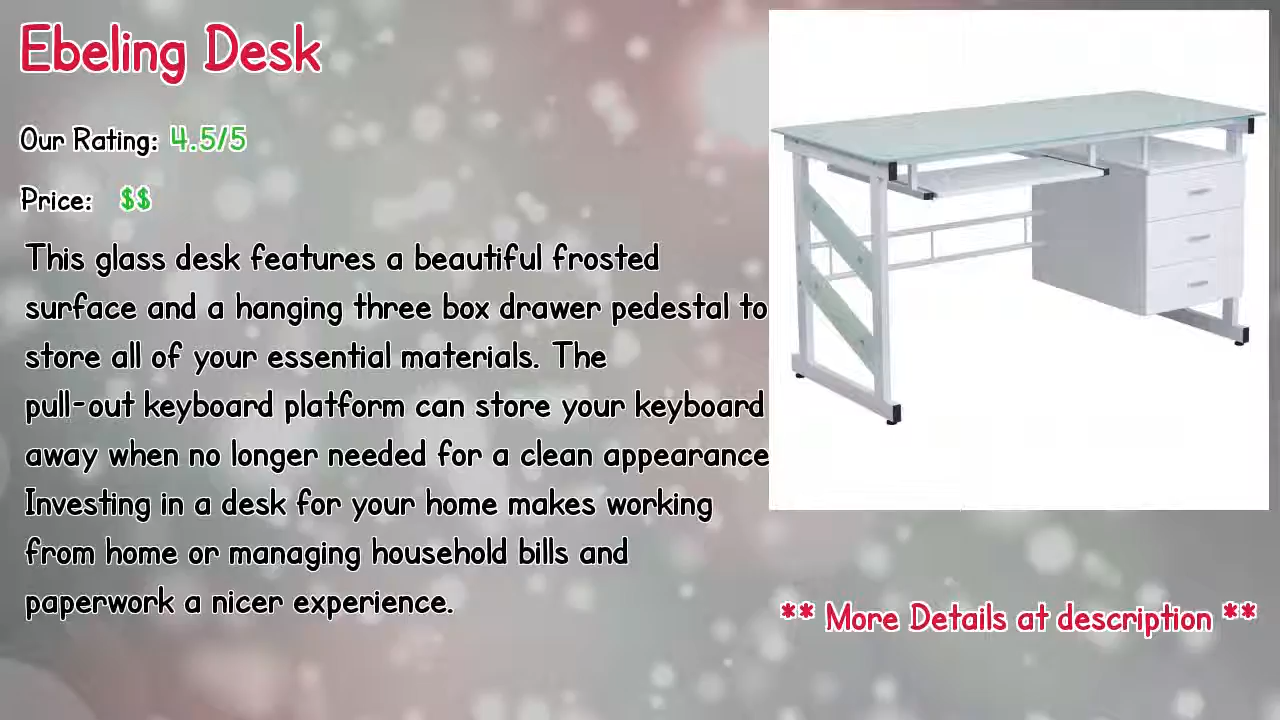 Ebeling Desk
Our Rating: 4.5/5
Price: $$
This glass desk features a beautiful frosted
surface and a hanging three box drawer pedestal to
store all of your essential materials. The
pull-out keyboard platform can store your keyboard
away when no longer needed for a clean appearance
Investing in a desk for your home makes working
from home or managing household bills and
paperwork a nicer experience.
** More Details at description **